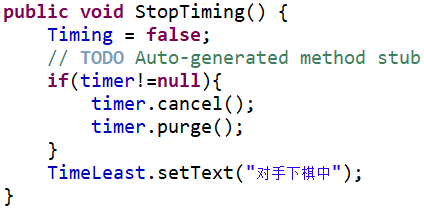 public void StopTiming() {
    Timing = false;
    // TODO Auto-generated method stub
    if(timer!=null){
        timer.cancel();
        timer.purge();
    }
    TimeLeast.setText("对手下棋中");
}